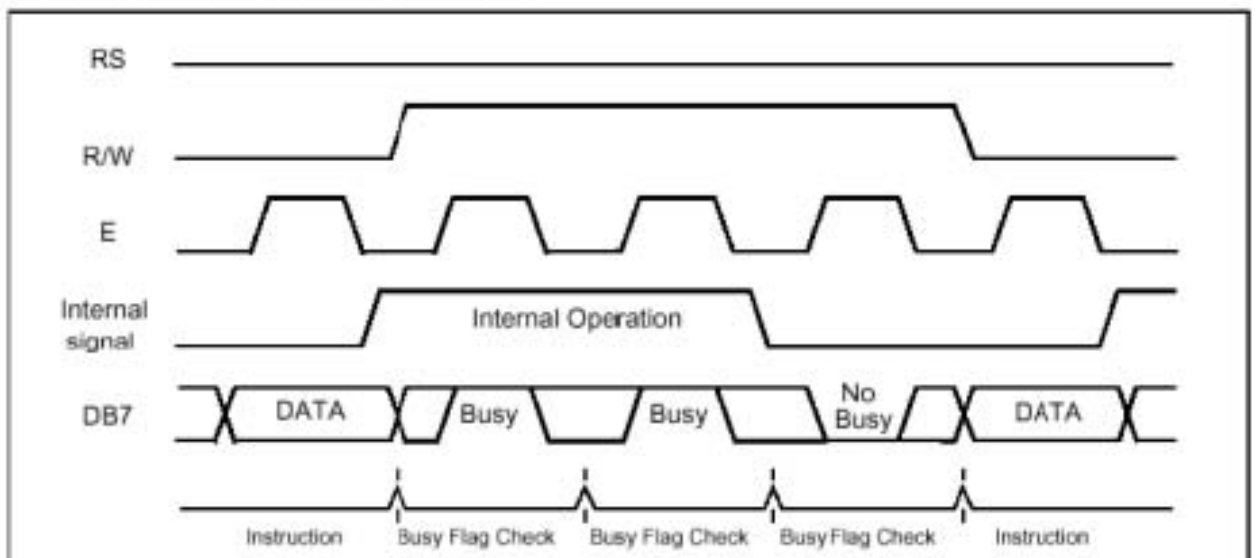 RS
R/W
E
Internal
signal
Internal Operation
DB7
DATA
Busy
Busy
No
Busy
DATA
Instruction
Busy Flag Check
Busy Flag Check
Busy Flag Check
Instruction